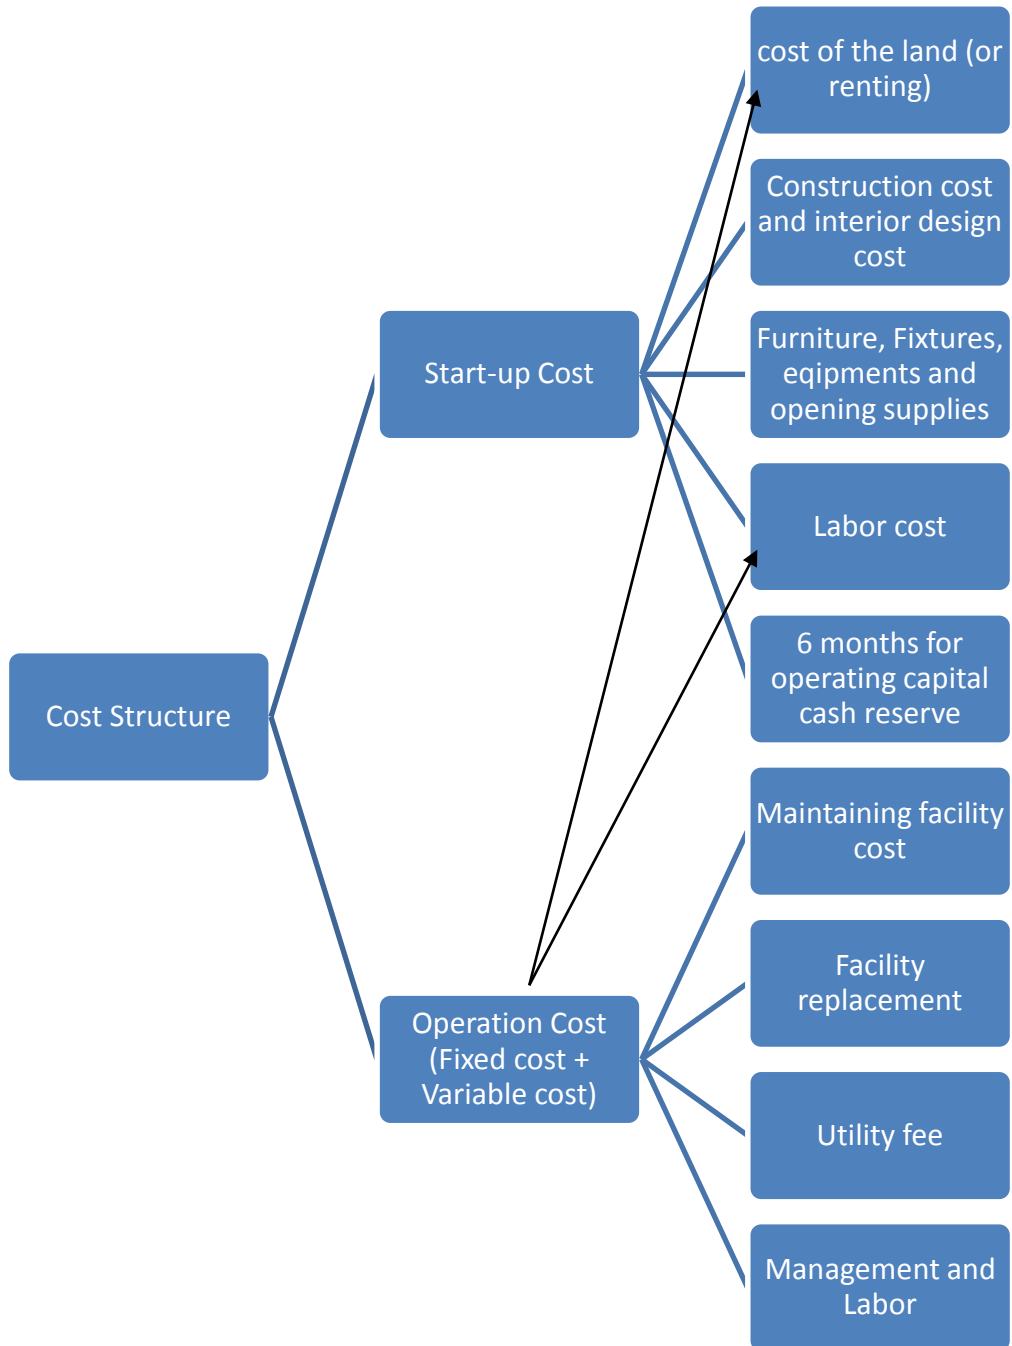 cost of the land (or
renting)
Construction cost
and interior design
cost
Start-up Cost
Furniture, Fixtures,
eqipments and
opening supplies
Labor cost
6 months for
operating capital
cash reserve
Cost Structure
Maintaining facility
cost
Operation Cost
(Fixed cost +
Variable cost)
Facility
replacement
Utility fee
Management and
Labor